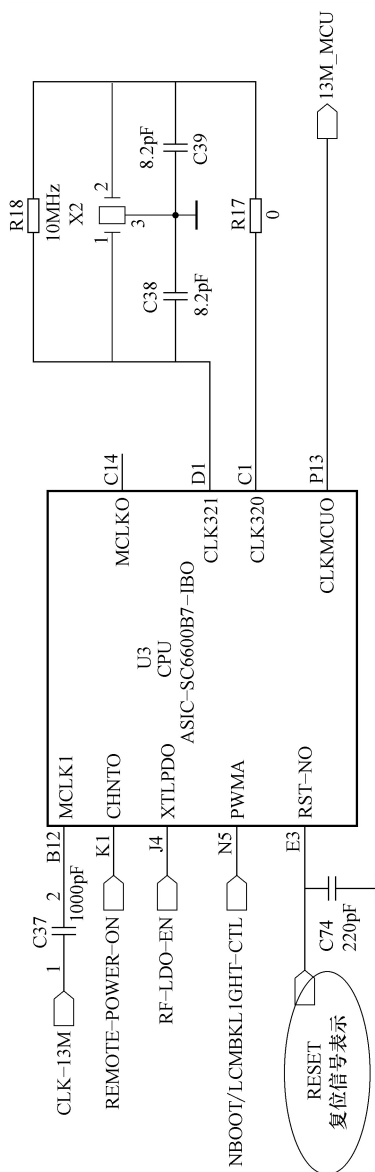 CLK-13M
1
C37
2
1000pF
B12
MCLK1
REMOTE-POWER-ON
K1
CHNTO
RF-LDO-EN
J4
XTLPDO
NBOOT/LCMBKL1GHT-CTL
N5
PWMA
RESET
复位信号表示
E3
RST-NO
C74
220pF
U3
CPU
ASIC-SC6600B7-IBO
MCLKO
C14
CLK321
D1
CLK320
C1
CLKMCUO
P13
R18
10MHz
X2
1
2
3
C38
8.2pF
8.2pF
C39
R17
0
13M_MCU